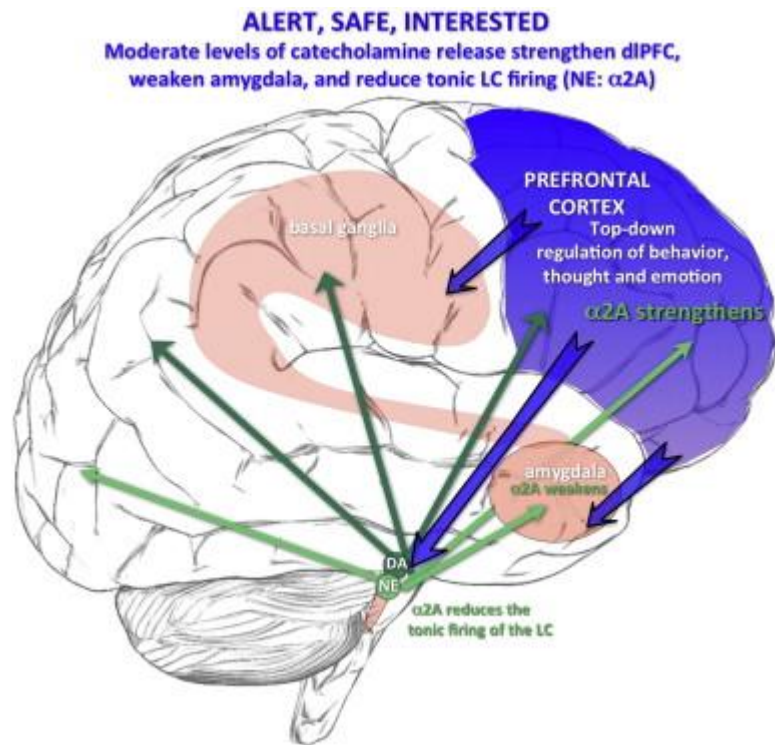 ALERT, SAFE, INTERESTED
Moderate levels of catecholamine release strengthen dlPFC,
weaken amygdala, and reduce tonic LC firing (NE: α2A)
PREFRONTAL
CORTEX
Top-down
regulation of behavior,
thought and emotion
α2A strengthens
basal ganglia
amygdala
α2A weakens
DA
NE
α2A reduces the
tonic firing of the LC